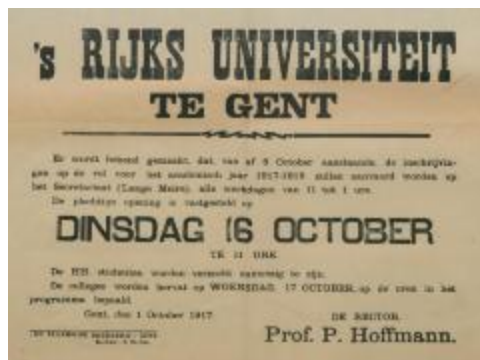 's RIJKS UNIVERSITEIT
TE GENT
Er wordt bekend gemaakt, dat, van af 8 October aanstaande, de inschrijvin-
gen op de rol voor het academisch jaar 1917-1918 zullen aanvaard worden op
het Secretariaat (Lange Meire), alle werkdagen van 11 tot 1 ure.
De plechtige opening is vastgesteld op
DINSDAG 16 OCTOBER
TE 11 URE
De HH. studenten worden verzocht aanwezig te zijn.
De colleges worden hervat op WOENSDAG 17 OCTOBER, op de uren in het
programma bepaald.
Gent, den 1 October 1917.
DE RECTOR,
Prof. P. Hoffmann.